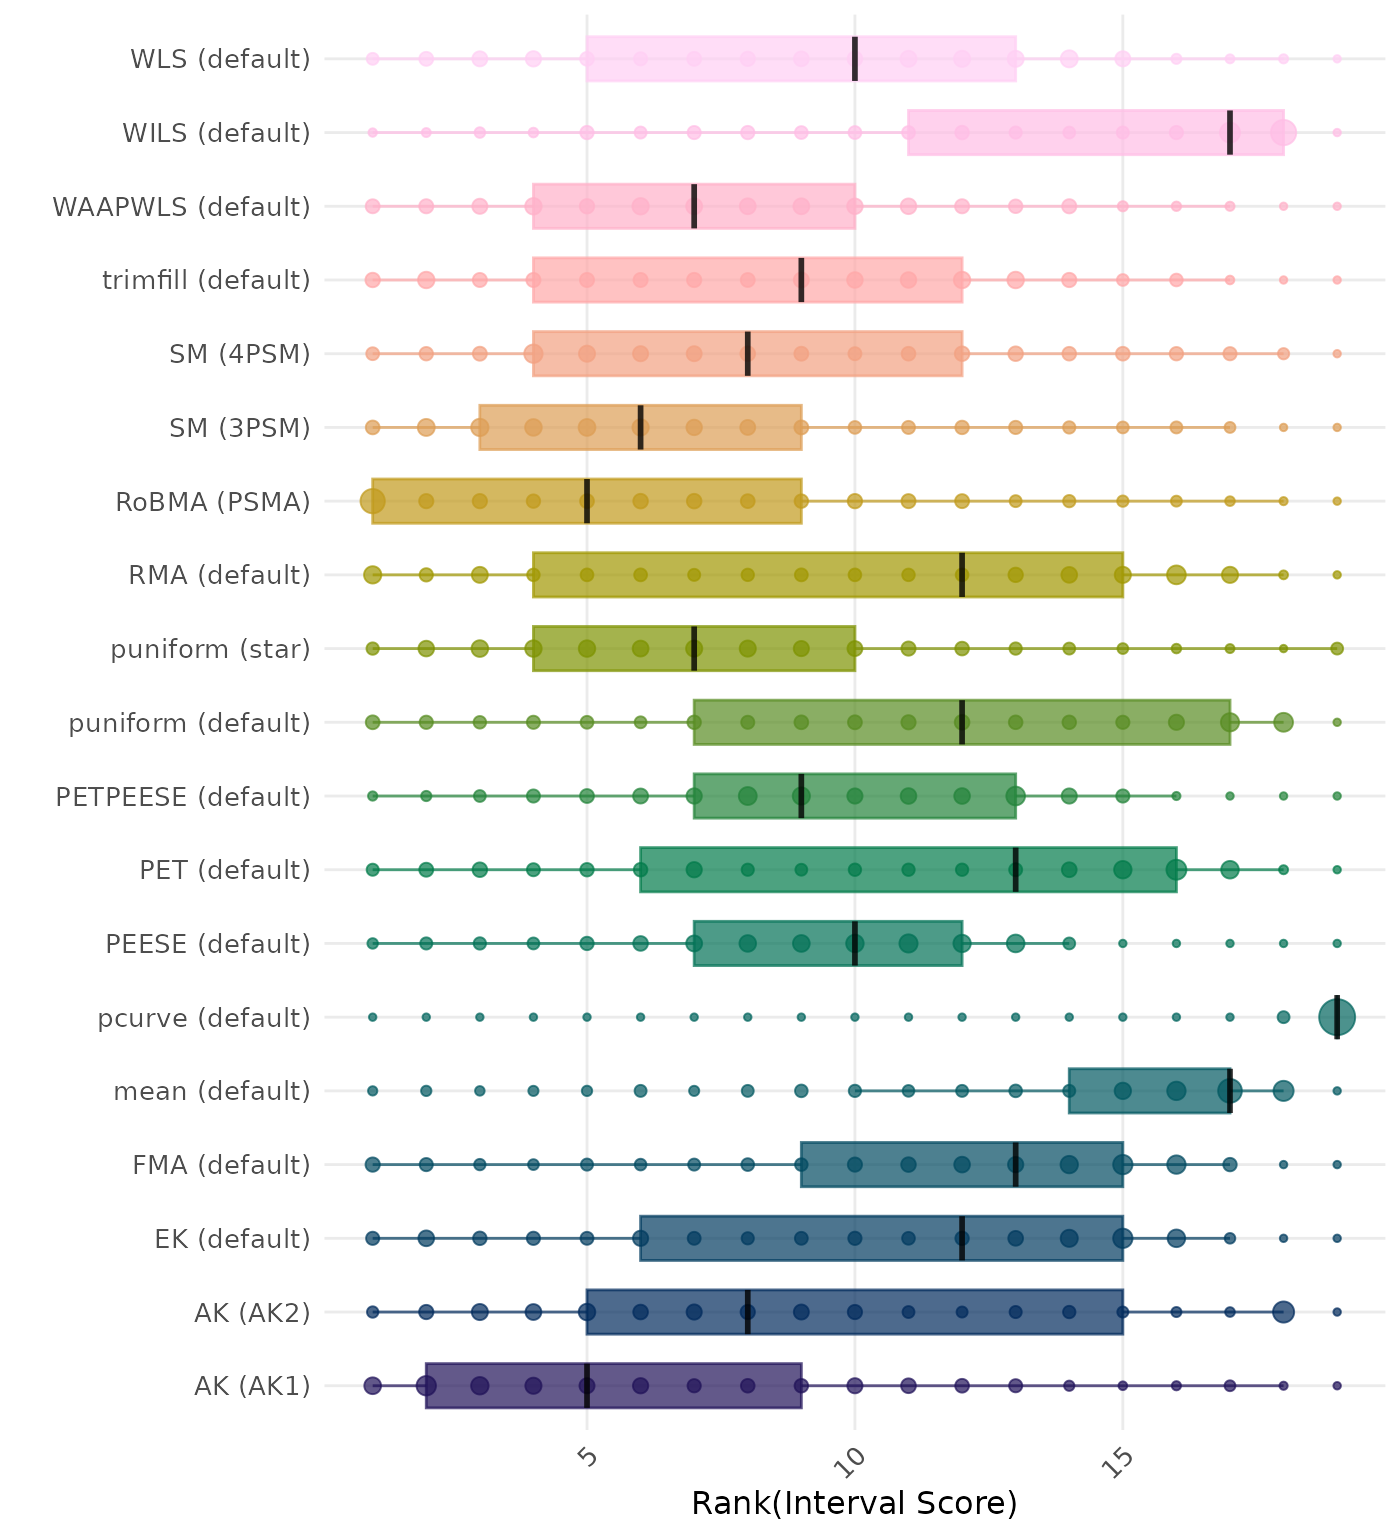 WLS (default)
WILS (default)
WAAPWLS (default)
trimfill (default)
SM (4PSM)
SM (3PSM)
RoBMA (PSMA)
RMA (default)
puniform (star)
puniform (default)
PETPEESE (default)
PET (default)
PEESE (default)
pcurve (default)
mean (default)
FMA (default)
EK (default)
AK (AK2)
AK (AK1)
5 10 15
Rank(Interval Score)